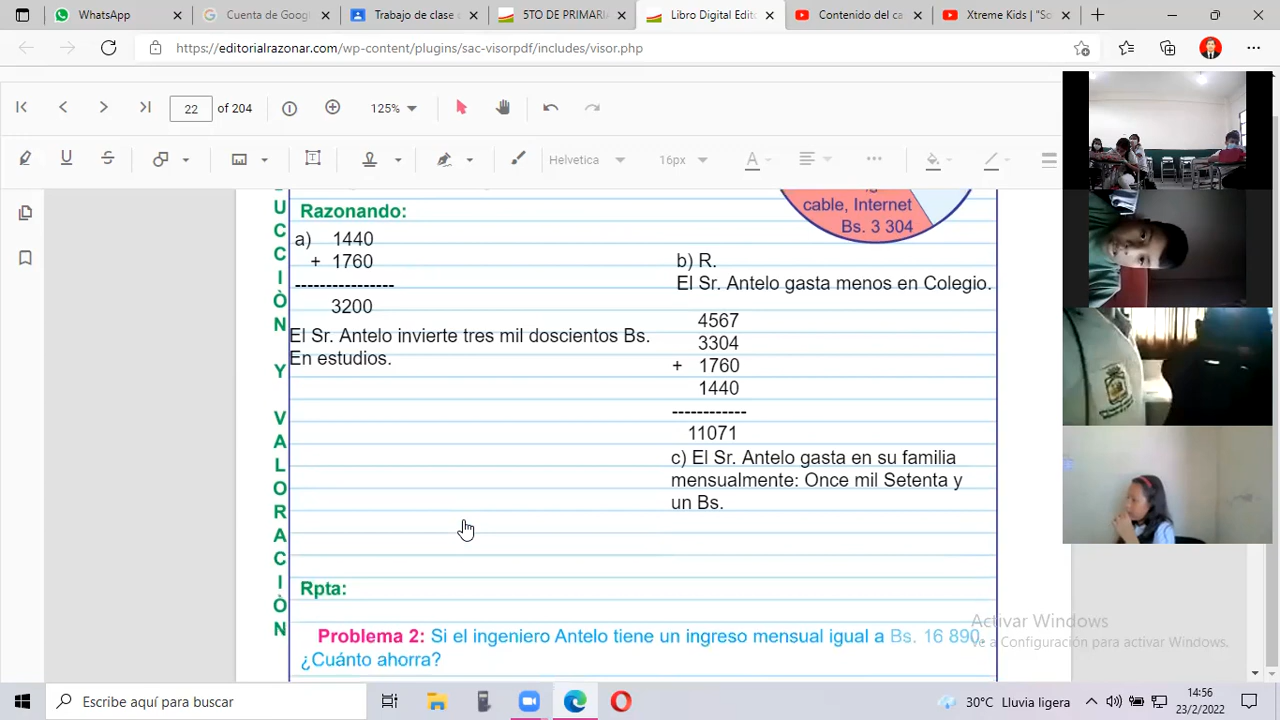 WhatsApp
Cuenta de Googl
Trabajo de clase d
5TO DE PRIMARIA
Libro Digital Edito
Contenido del ca
Xtreme Kids | "So
https://editorialrazonar.com/wp-content/plugins/sac-visorpdf/includes/visor.php
22 of 204
125%
Helvetica
16px
UCCIÒN Y VALORACIÒN
cable, Internet
Bs. 3 304
Razonando:
a) 1440
+ 1760
----------------
3200
El Sr. Antelo invierte tres mil doscientos Bs.
En estudios.
b) R.
El Sr. Antelo gasta menos en Colegio.
4567
3304
+ 1760
1440
------------
11071
c) El Sr. Antelo gasta en su familia
mensualmente: Once mil Setenta y
un Bs.
Rpta:
Problema 2: Si el ingeniero Antelo tiene un ingreso mensual igual a Bs. 16 890.
¿Cuánto ahorra?
Activar Windows
Ve a Configuración para activar Windows.
Escribe aquí para buscar
30°C Lluvia ligera
14:56
23/2/2022